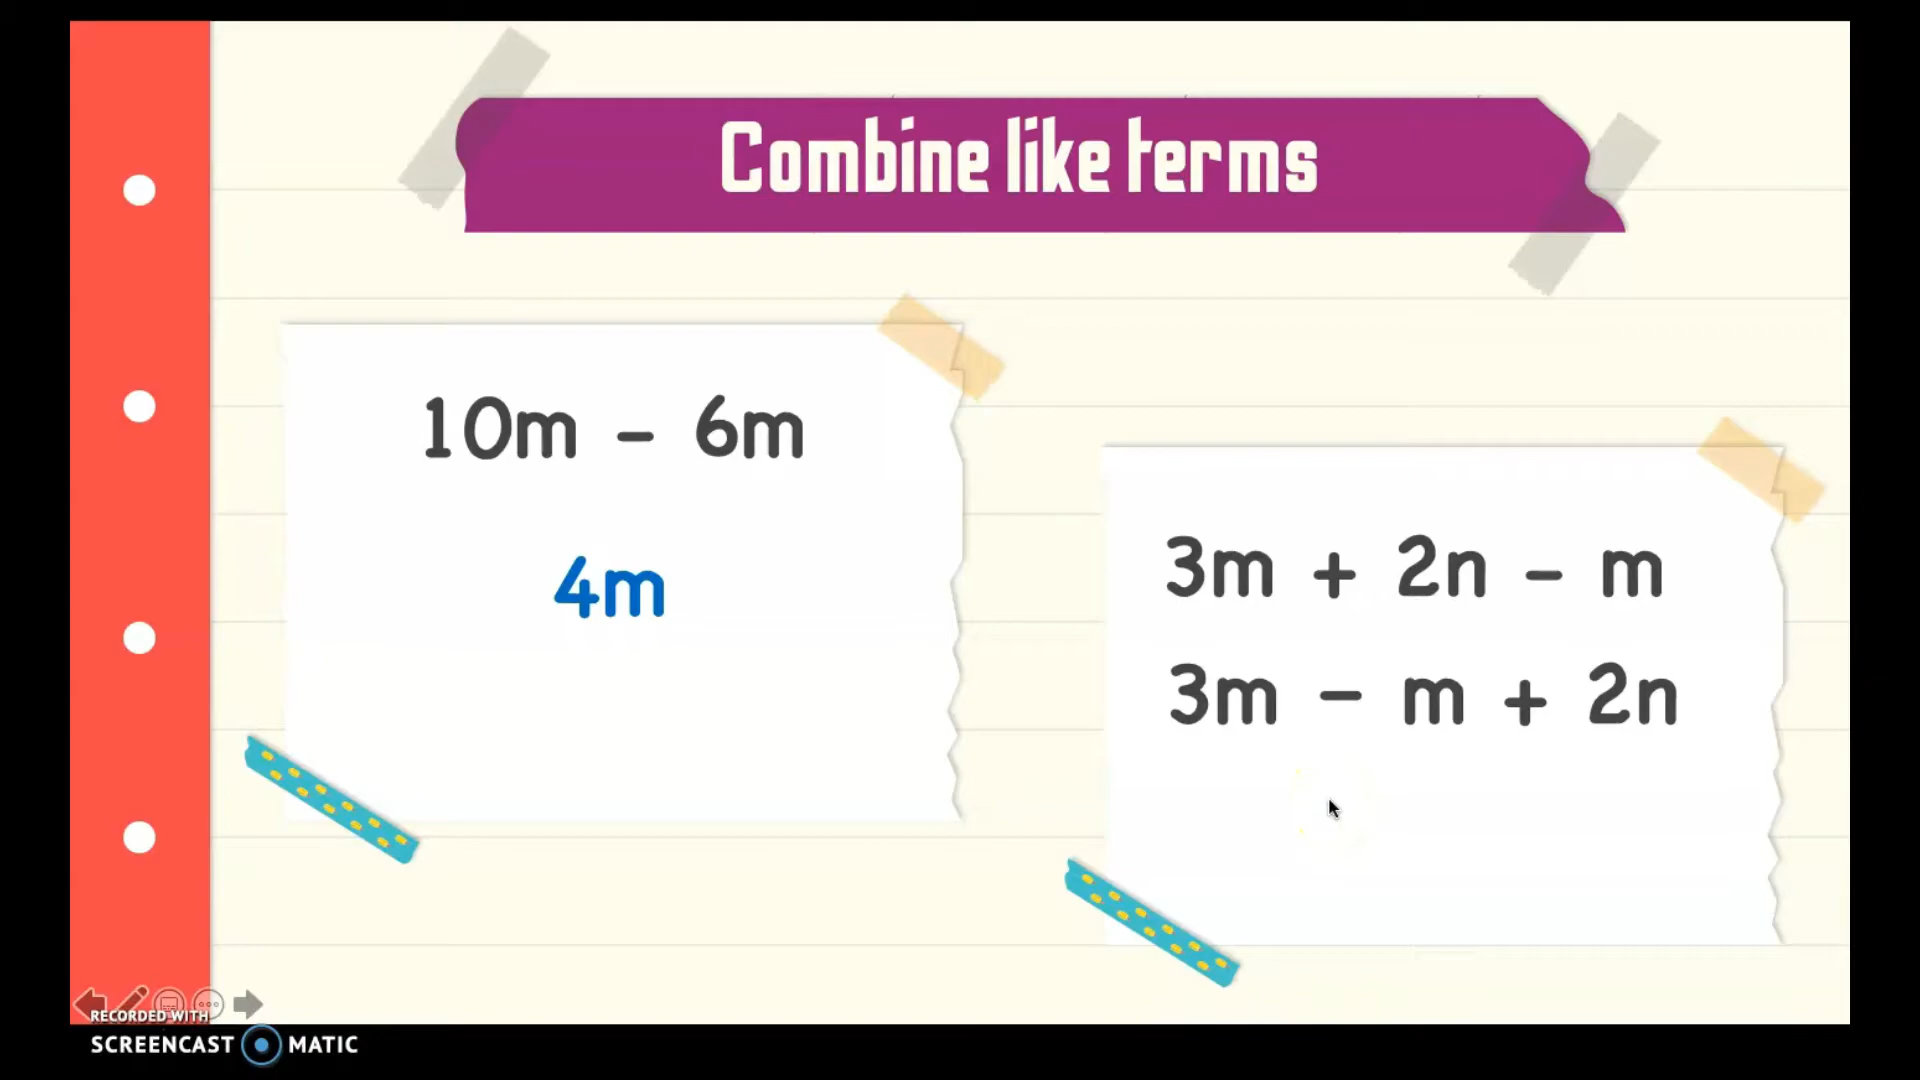 Combine like terms
10m - 6m
4m
3m + 2n - m
3m - m + 2n
RECORDED WITH
SCREENCAST MATIC